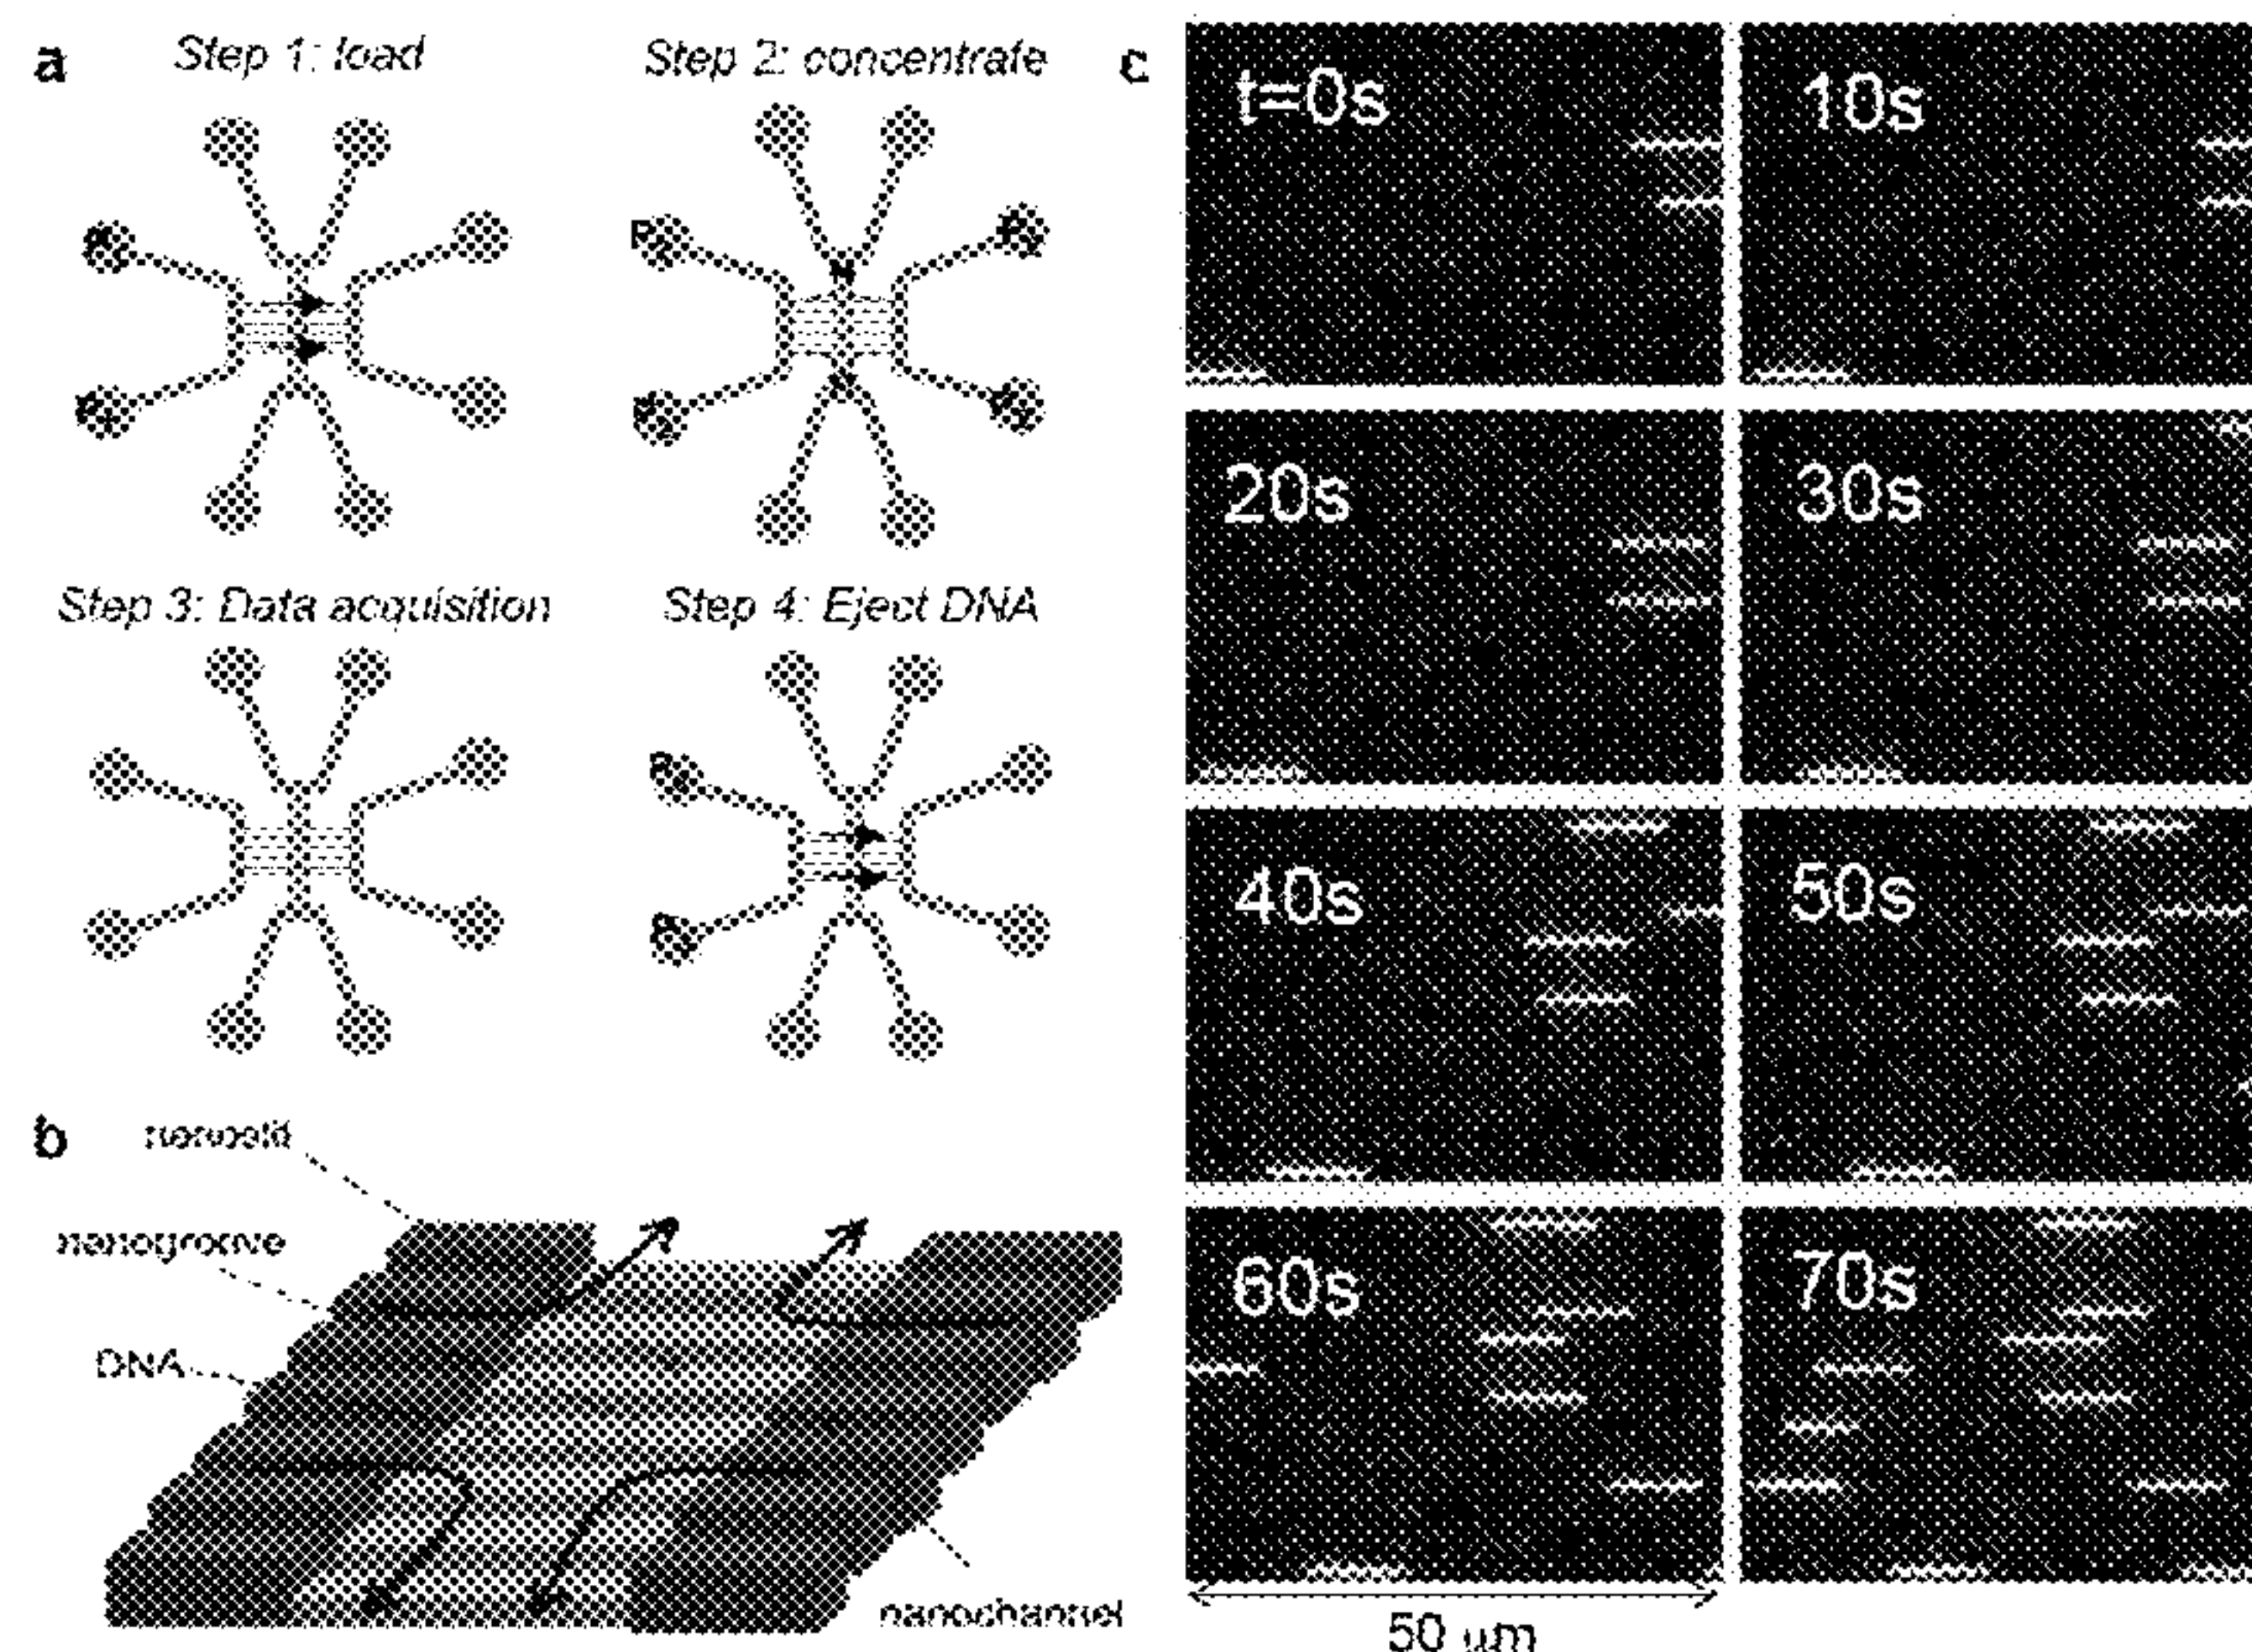 a
Step 1: load
Step 2: concentrate
Step 3: Data acquisition
Step 4: Eject DNA
b
nanoslit
nanogroove
DNA
nanochannel
c
t=0s
10s
20s
30s
40s
50s
60s
70s
50 µm